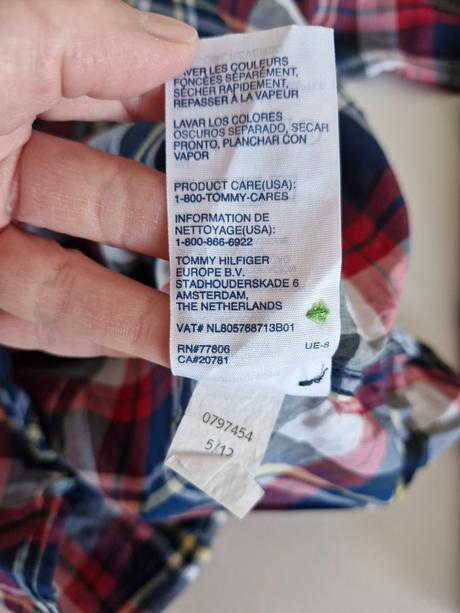 LES COULEURS
FONCÉES SÉPARÉMENT,
SÉCHER RAPIDEMENT,
REPASSER À LA VAPEUR
LAVAR LOS COLORES
OSCUROS SEPARADO, SECAR
PRONTO, PLANCHAR CON
VAPOR
PRODUCT CARE(USA):
1-800-TOMMY-CARES
INFORMATION DE
NETTOYAGE(USA):
1-800-866-6922
TOMMY HILFIGER
EUROPE B.V.
STADHOUDERSKADE 6
AMSTERDAM,
THE NETHERLANDS
VAT# NL805768713B01
RN#77806 UE-8
CA#20781
0797454
5/12